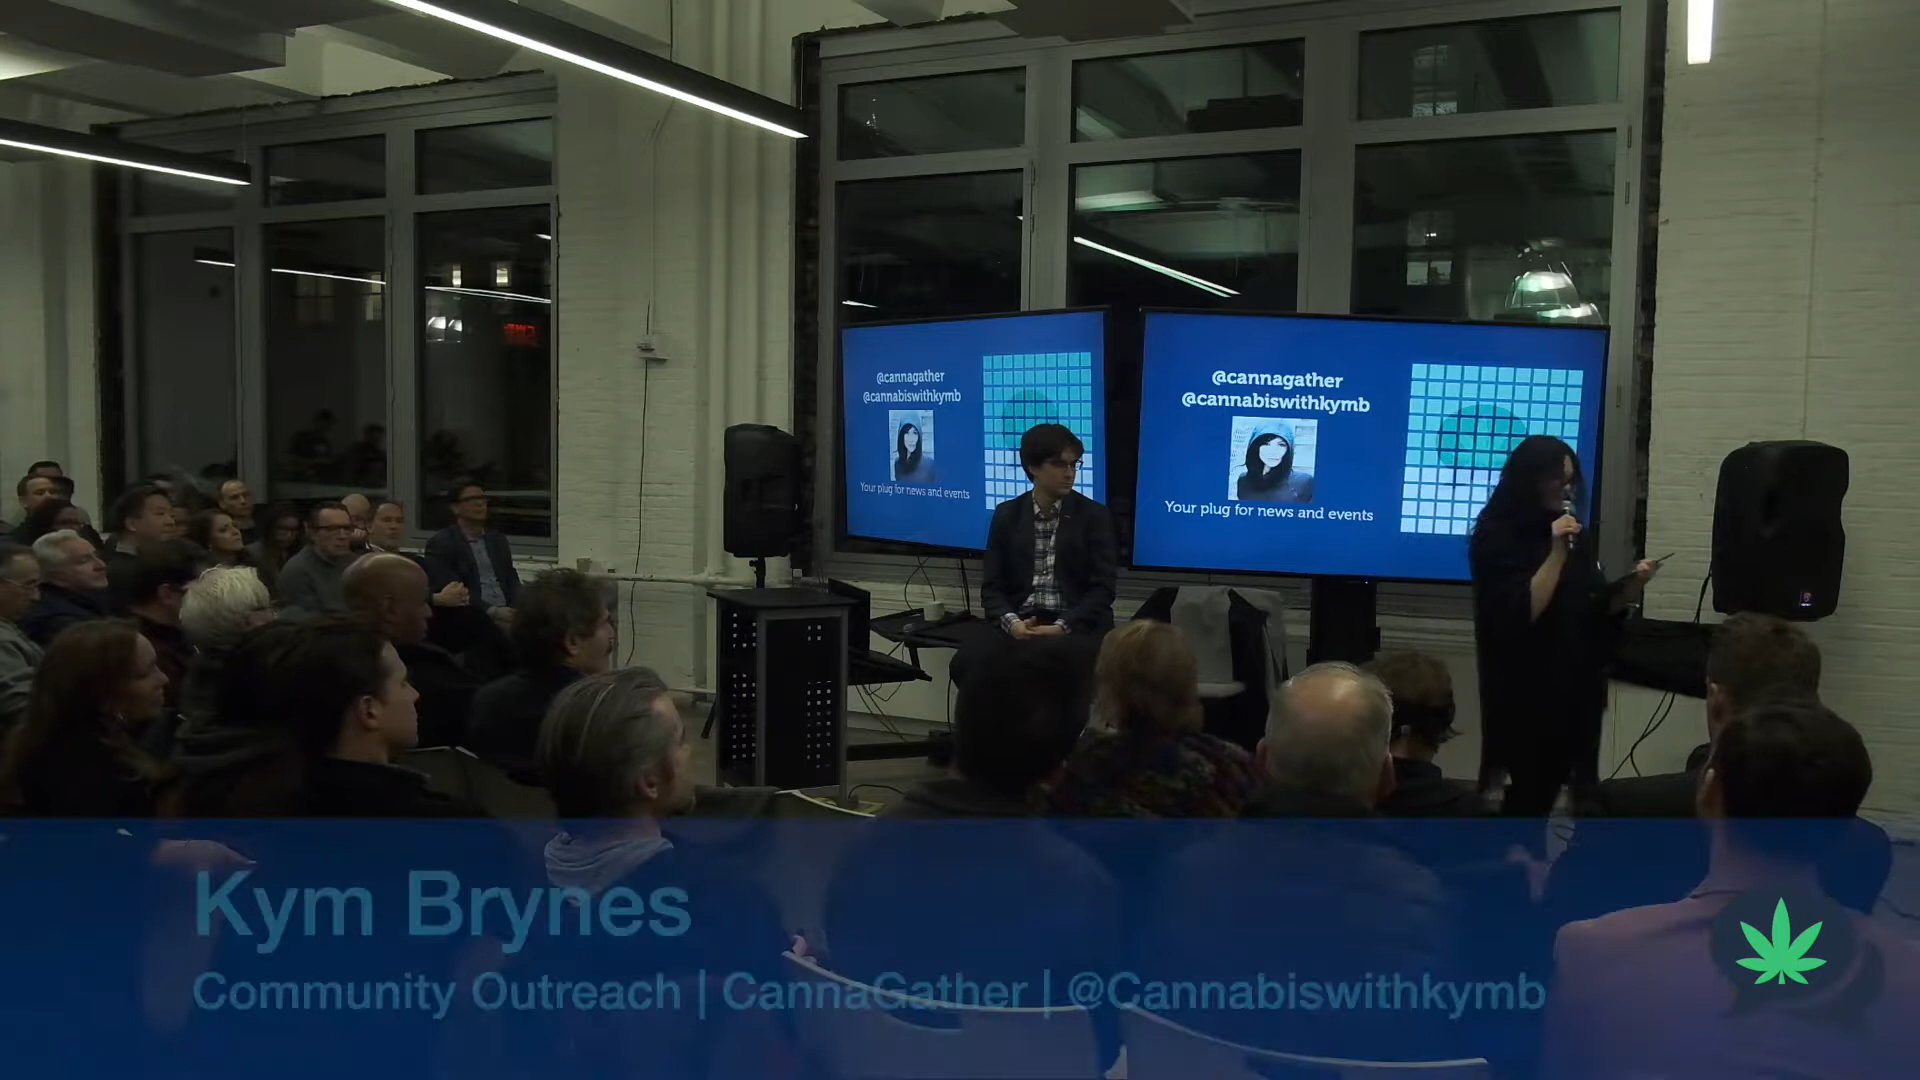 @cannagather
@cannabiswithkymb
Your plug for news and events
@cannagather
@cannabiswithkymb
Your plug for news and events
Kym Brynes
Community Outreach | CannaGather | @Cannabiswithkymb